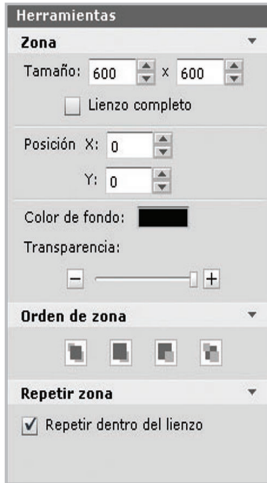 Herramientas
Zona
Tamaño: 600 x 600
Lienzo completo
Posición X: 0
Y: 0
Color de fondo:
Transparencia:
Orden de zona
Repetir zona
Repetir dentro del lienzo